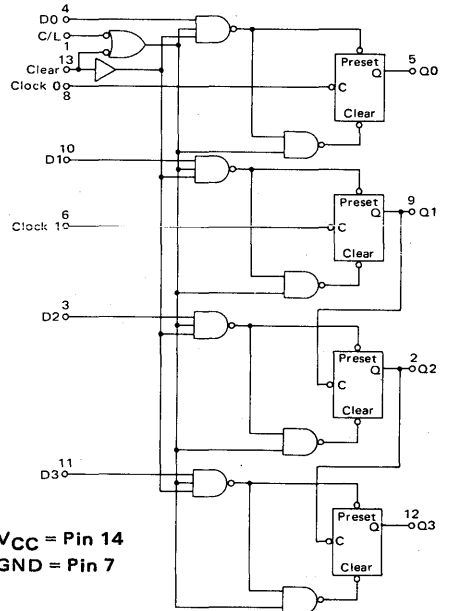 4
D0
C/L
1
13
Clear
Clock 0
8
Preset
Q
C
Clear
5
Q0
10
D1
6
Clock 1
Preset
Q
C
Clear
9
Q1
3
D2
Preset
Q
C
Clear
2
Q2
11
D3
Preset
Q
C
Clear
12
Q3
VCC = Pin 14
GND = Pin 7